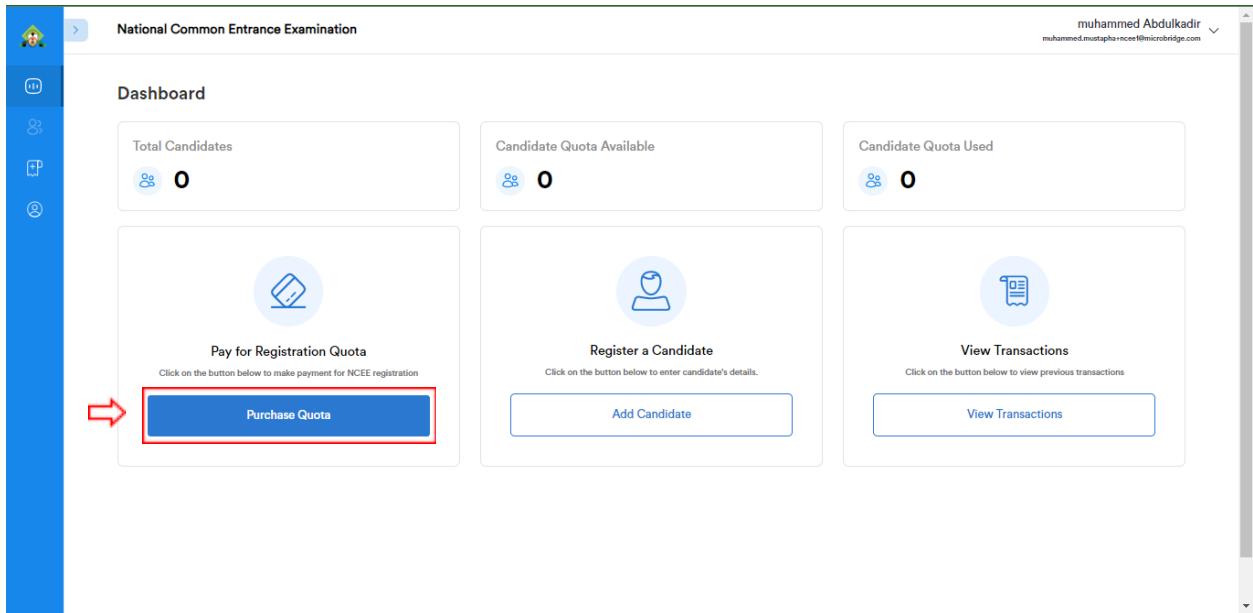 National Common Entrance Examination
muhammed Abdulkadir
muhammed.mustapha+ncee1@microbridge.com
Dashboard
Total Candidates
0
Candidate Quota Available
0
Candidate Quota Used
0
Pay for Registration Quota
Click on the button below to make payment for NCEE registration
Purchase Quota
Register a Candidate
Click on the button below to enter candidate's details.
Add Candidate
View Transactions
Click on the button below to view previous transactions
View Transactions